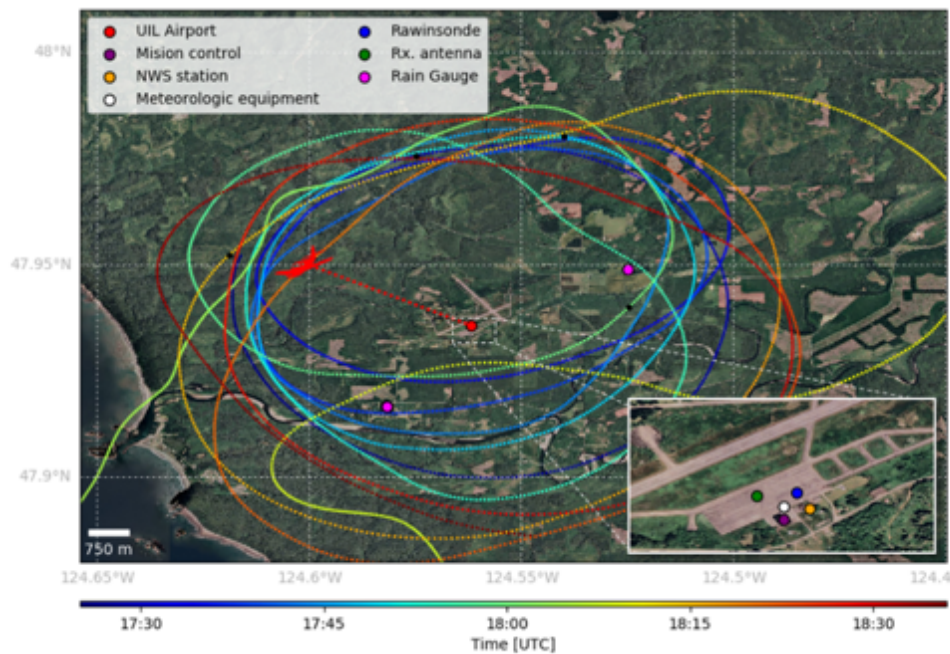 48°N
UIL Airport
Rawinsonde
Mision control
Rx. antenna
NWS station
Rain Gauge
Meteorologic equipment
47.95°N
47.9°N
750 m
124.65°W
124.6°W
124.55°W
124.5°W
124.4
17:30
17:45
18:00
18:15
18:30
Time [UTC]